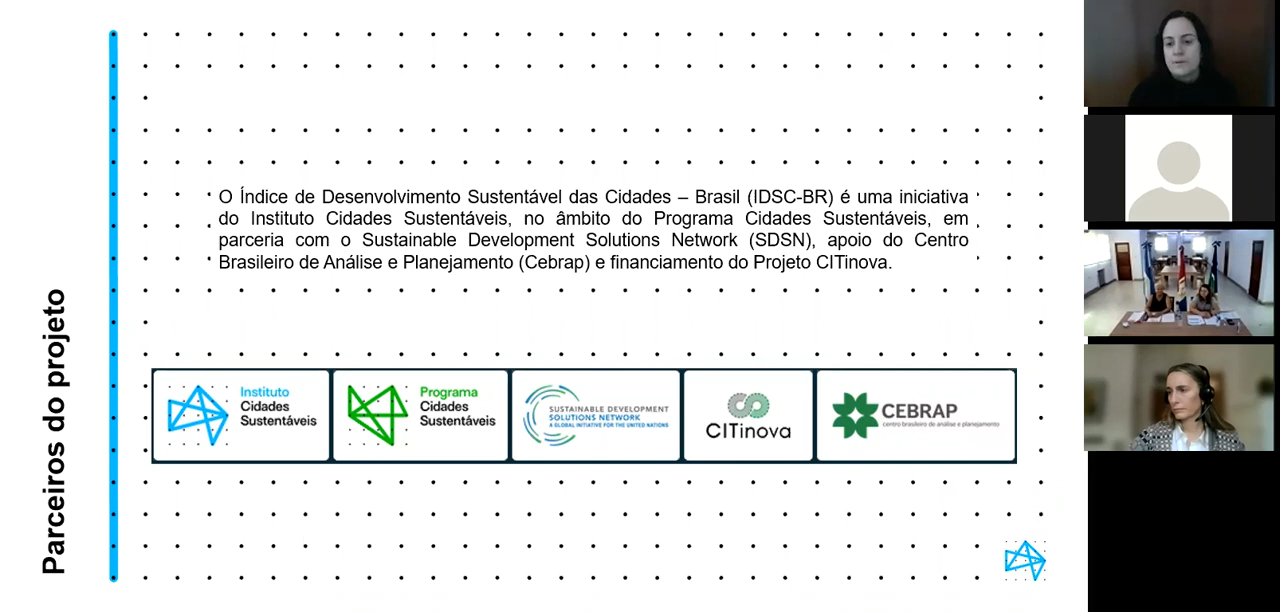 Parceiros do projeto
O Índice de Desenvolvimento Sustentável das Cidades – Brasil (IDSC-BR) é uma iniciativa
do Instituto Cidades Sustentáveis, no âmbito do Programa Cidades Sustentáveis, em
parceria com o Sustainable Development Solutions Network (SDSN), apoio do Centro
Brasileiro de Análise e Planejamento (Cebrap) e financiamento do Projeto CITinova.
Instituto
Cidades
Sustentáveis
Programa
Cidades
Sustentáveis
SUSTAINABLE DEVELOPMENT
SOLUTIONS NETWORK
A GLOBAL INITIATIVE FOR THE UNITED NATIONS
CITinova
CEBRAP
centro brasileiro de análise e planejamento